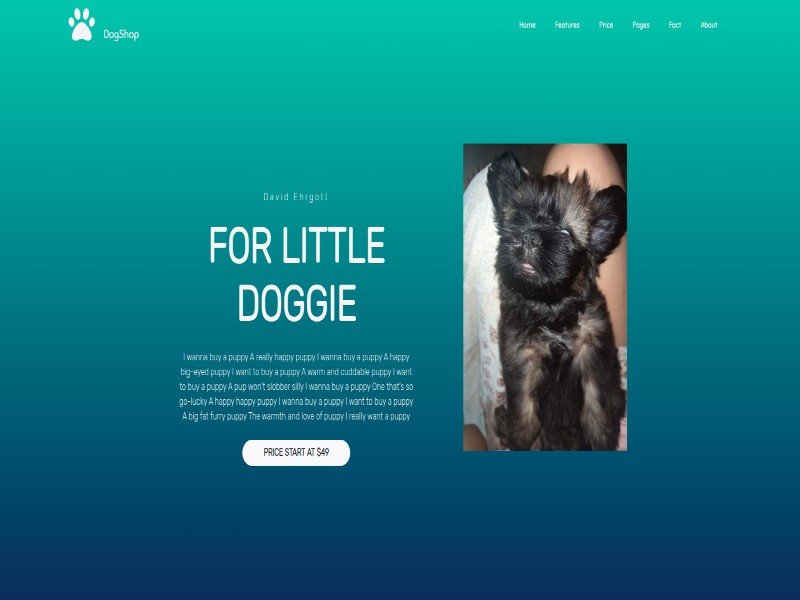 DogShop
Home Features Price Pages Fact About
David Ehrgott
FOR LITTLE
DOGGIE
I wanna buy a puppy A really happy puppy I wanna buy a puppy A happy
big-eyed puppy I want to buy a puppy A warm and cuddable puppy I want
to buy a puppy A pup won't slobber silly I wanna buy a puppy One that's so
go-lucky A happy happy puppy I wanna buy a puppy I want to buy a puppy
A big fat furry puppy The warmth and love of puppy I really want a puppy
PRICE START AT $49